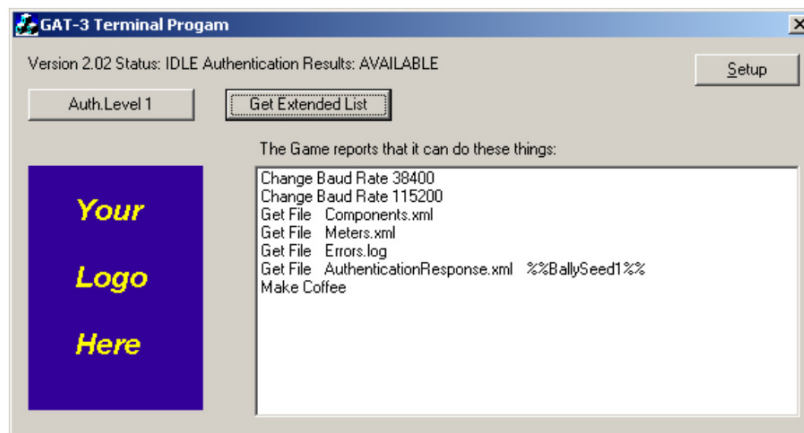 GAT-3 Terminal Progam
Version 2.02 Status: IDLE Authentication Results: AVAILABLE
Setup
Auth.Level 1
Get Extended List
The Game reports that it can do these things:
Change Baud Rate 38400
Change Baud Rate 115200
Get File Components.xml
Get File Meters.xml
Get File Errors.log
Get File AuthenticationResponse.xml %%BallySeed1%%
Make Coffee
Your
Logo
Here